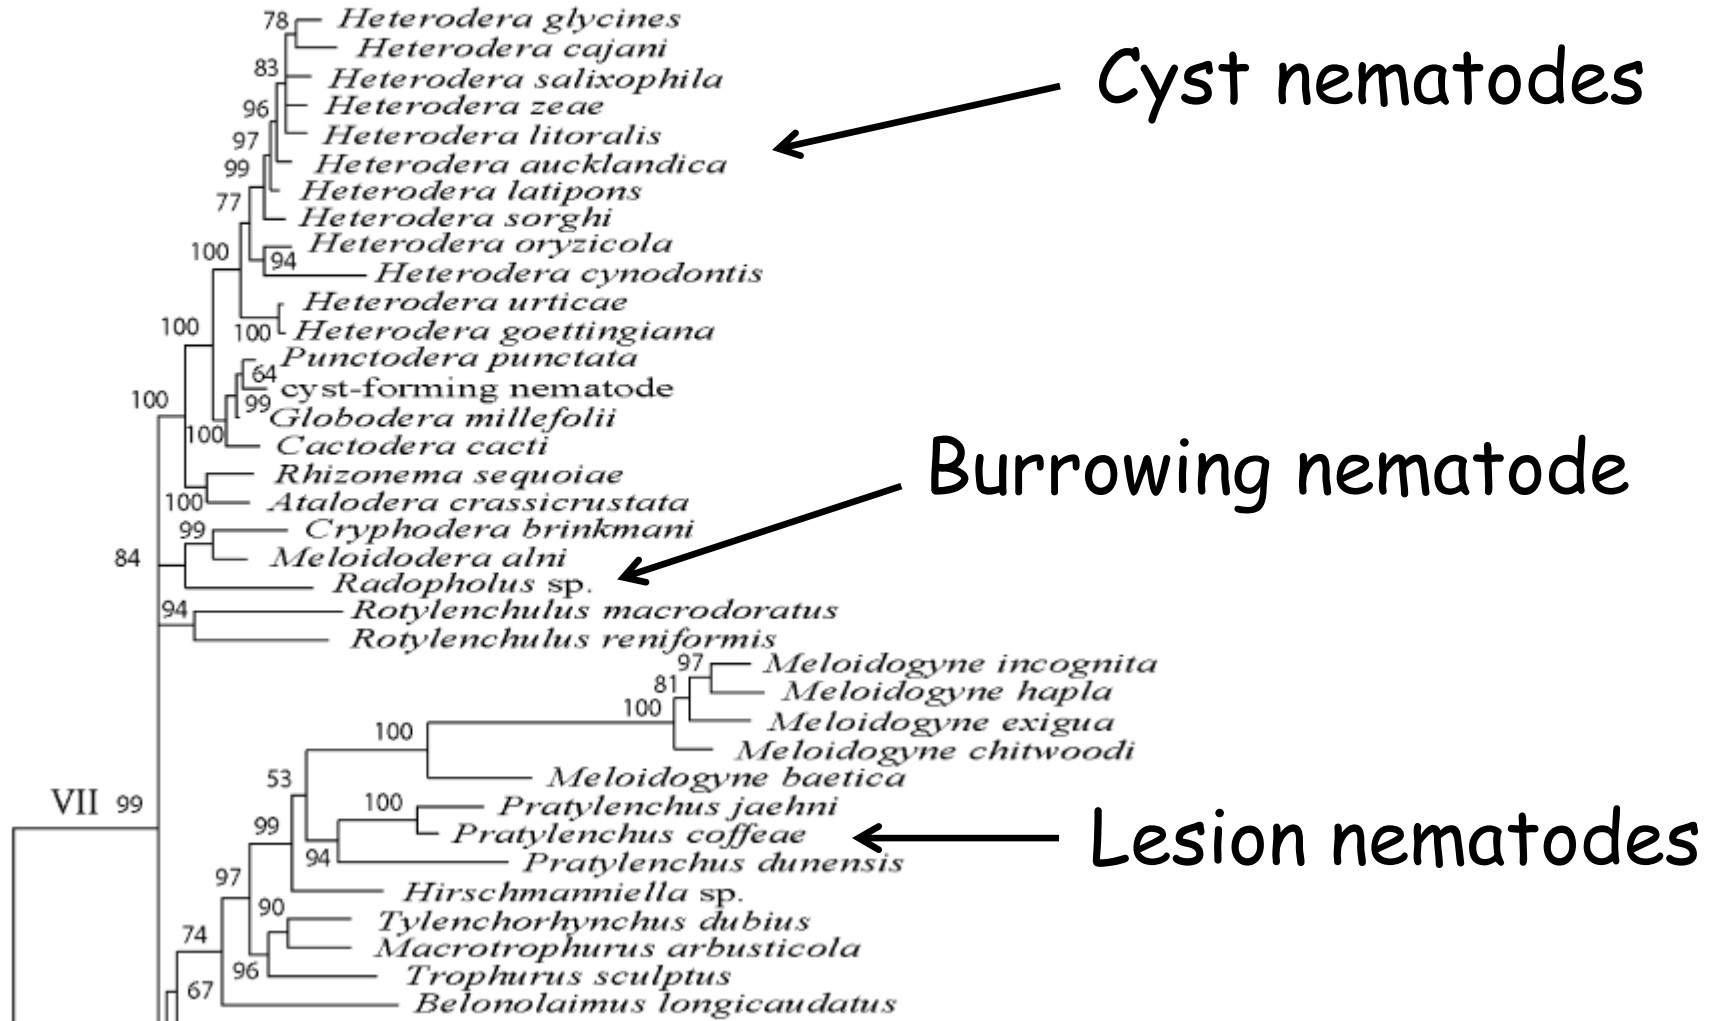 78 Heterodera glycines
Heterodera cajani
Cyst nematodes
83 Heterodera salixophila
96 Heterodera zeae
97 Heterodera litoralis
99 Heterodera aucklandica
Heterodera latipons
77 Heterodera sorghi
100 Heterodera oryzicola
94 Heterodera cynodontis
Heterodera urticae
100 100 Heterodera goettingiana
Punctodera punctata
64 cyst-forming nematode
100 99 Globodera millefolii
100 Cactodera cacti
Burrowing nematode
Rhizonema sequoiae
100 Atalodera crassicrustata
99 Cryphodera brinkmani
84 Meloidodera alni
Radopholus sp.
94 Rotylenchulus macrodoratus
Rotylenchulus reniformis
97 Meloidogyne incognita
81 Meloidogyne hapla
100 Meloidogyne exigua
100 Meloidogyne chitwoodi
53 Meloidogyne baetica
VII 99 100 Pratylenchus jaehni
99 Pratylenchus coffeae
Lesion nematodes
94 Pratylenchus dunensis
97 Hirschmanniella sp.
90 Tylenchorhynchus dubius
74 Macrotrophurus arbusticola
96 Trophurus sculptus
67 Belonolaimus longicaudatus